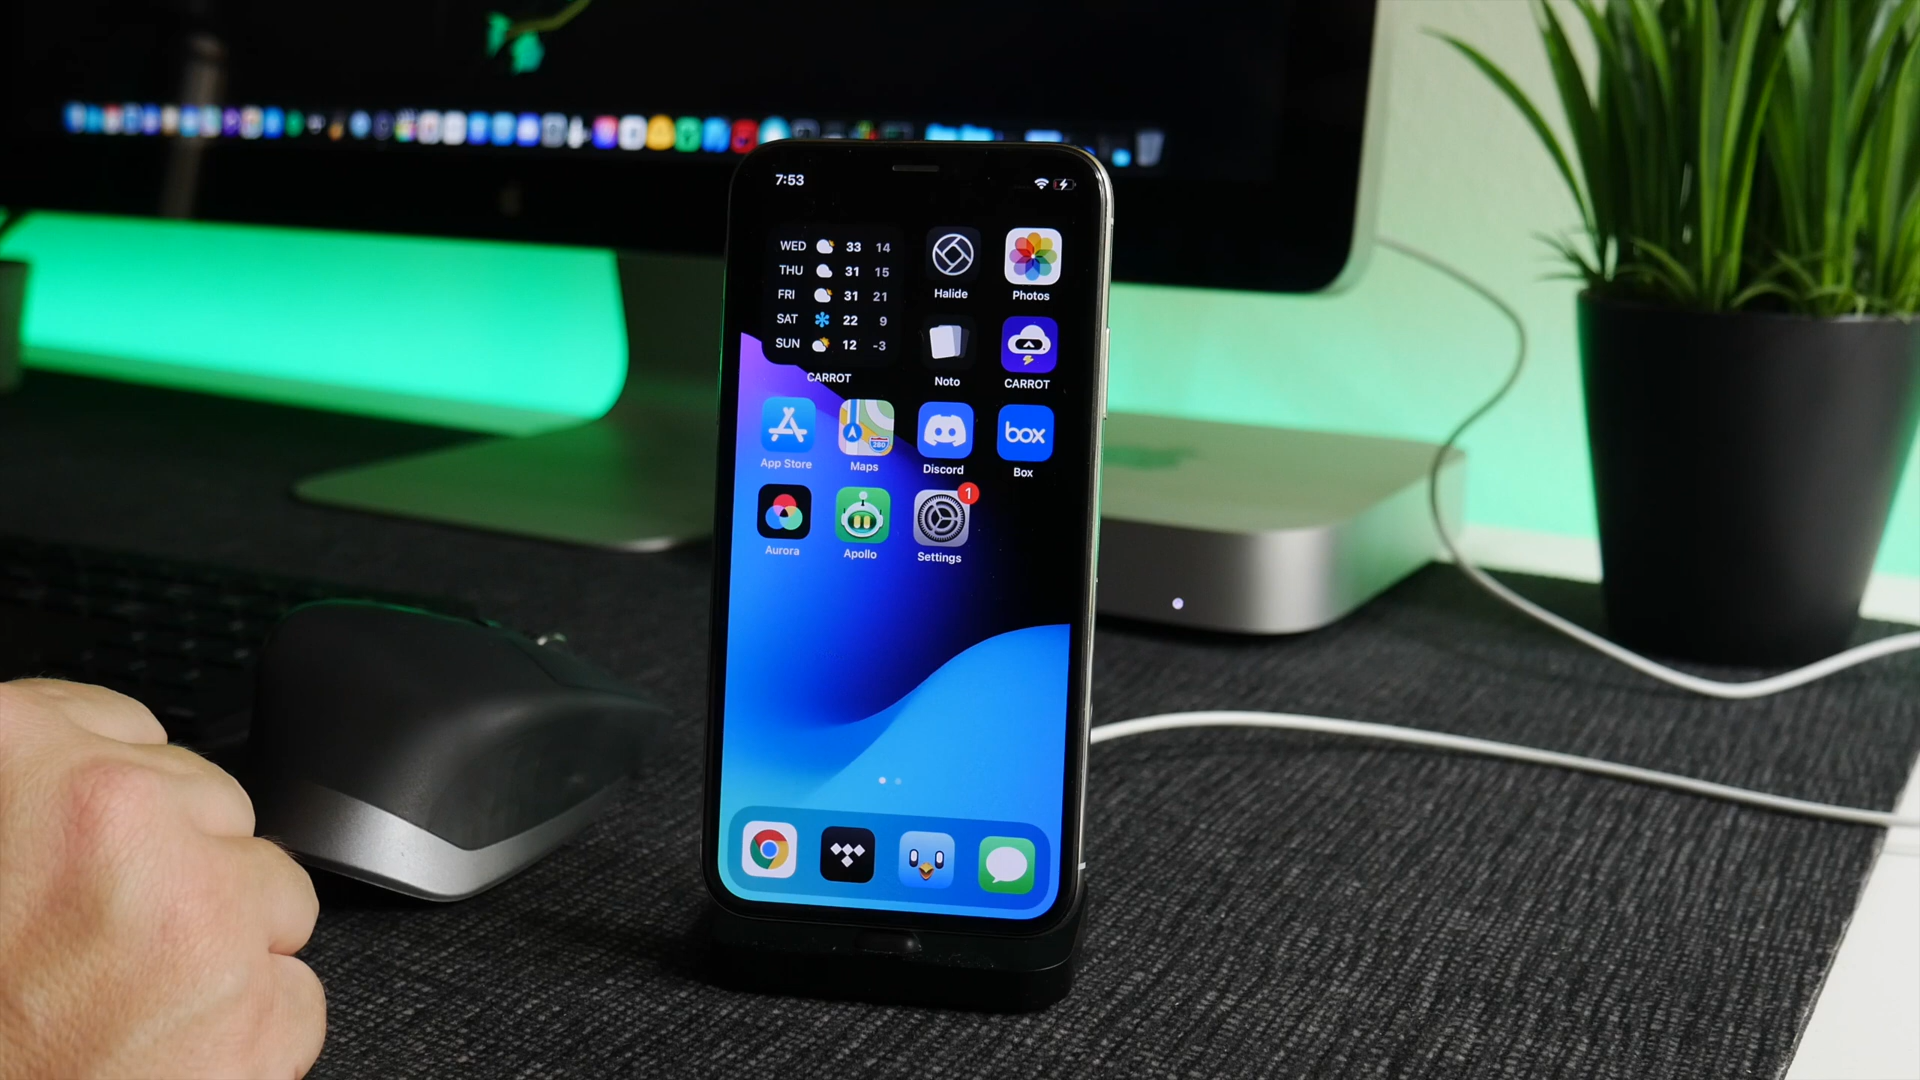 7:53
WED 33 14
THU 31 15
FRI 31 21
SAT 22 9
SUN 12 -3
CARROT
Halide
Photos
Noto
CARROT
App Store
Maps
280
Discord
box
Box
Aurora
Apollo
1
Settings